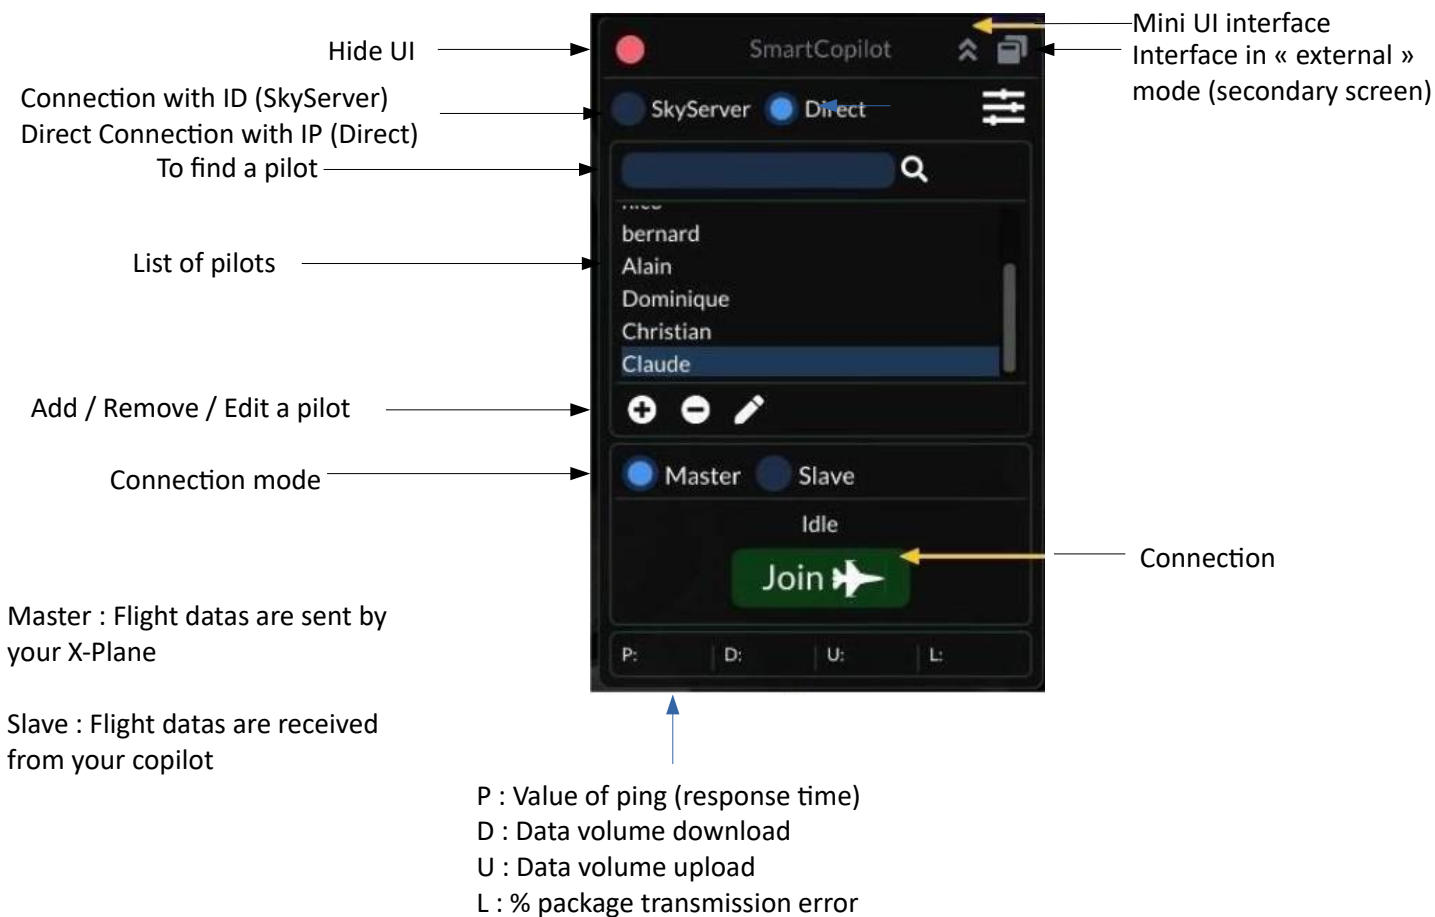 Mini UI interface
Hide UI
SmartCopilot
Interface in « external »
mode (secondary screen)
Connection with ID (SkyServer)
Direct Connection with IP (Direct)
SkyServer
Direct
To find a pilot
List of pilots
bernard
Alain
Dominique
Christian
Claude
Add / Remove / Edit a pilot
Connection mode
Master
Slave
Idle
Join
Connection
Master : Flight datas are sent by
your X-Plane
P:
D:
U:
L:
Slave : Flight datas are received
from your copilot
P : Value of ping (response time)
D : Data volume download
U : Data volume upload
L : % package transmission error